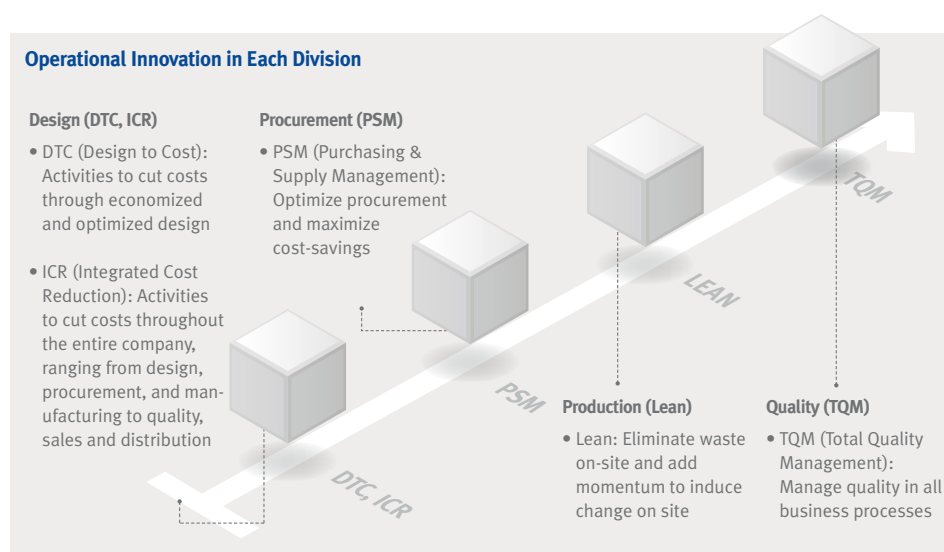 Operational Innovation in Each Division
Design (DTC, ICR)
• DTC (Design to Cost):
Activities to cut costs
through economized
and optimized design
• ICR (Integrated Cost
Reduction): Activities
to cut costs throughout
the entire company,
ranging from design,
procurement, and man-
ufacturing to quality,
sales and distribution
Procurement (PSM)
• PSM (Purchasing &
Supply Management):
Optimize procurement
and maximize
cost-savings
DTC, ICR
PSM
LEAN
TQM
Production (Lean)
• Lean: Eliminate waste
on-site and add
momentum to induce
change on site
Quality (TQM)
• TQM (Total Quality
Management):
Manage quality in all
business processes